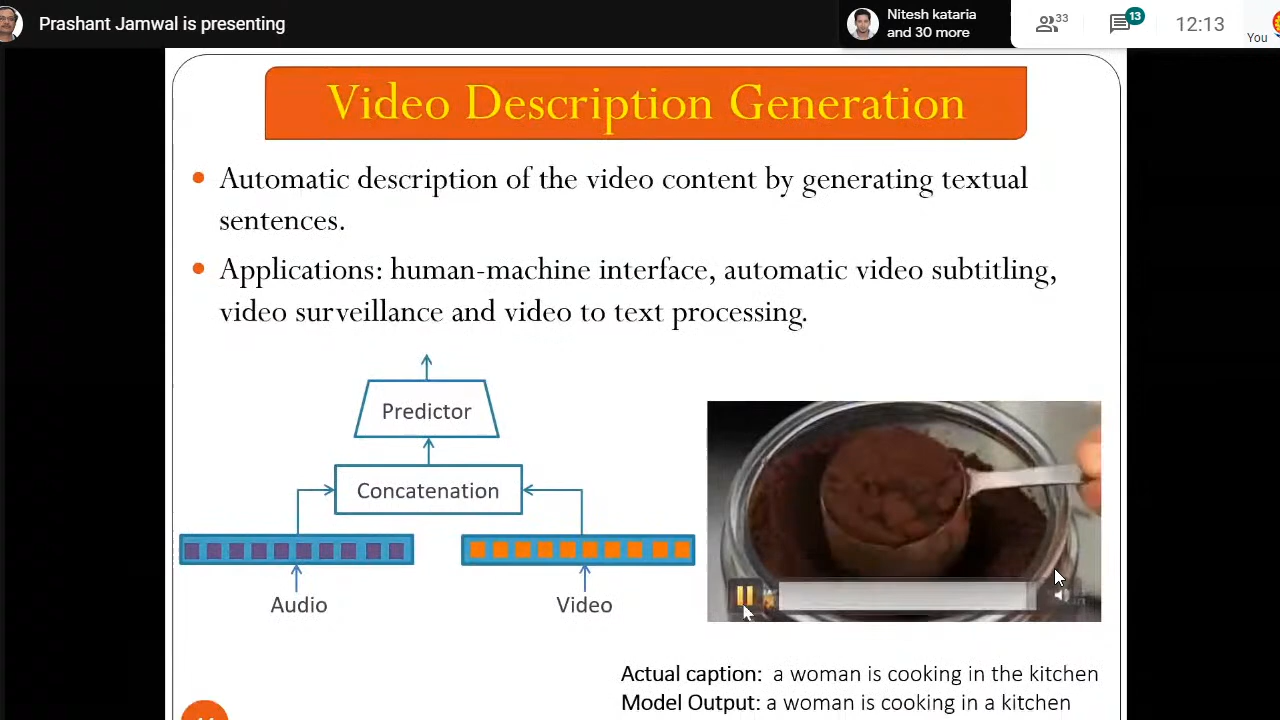 Prashant Jamwal is presenting
Nitesh kataria
and 30 more
33
13
12:13
You
Video Description Generation
• Automatic description of the video content by generating textual
sentences.
• Applications: human-machine interface, automatic video subtitling,
video surveillance and video to text processing.
Predictor
Concatenation
Audio
Video
Actual caption: a woman is cooking in the kitchen
Model Output: a woman is cooking in a kitchen